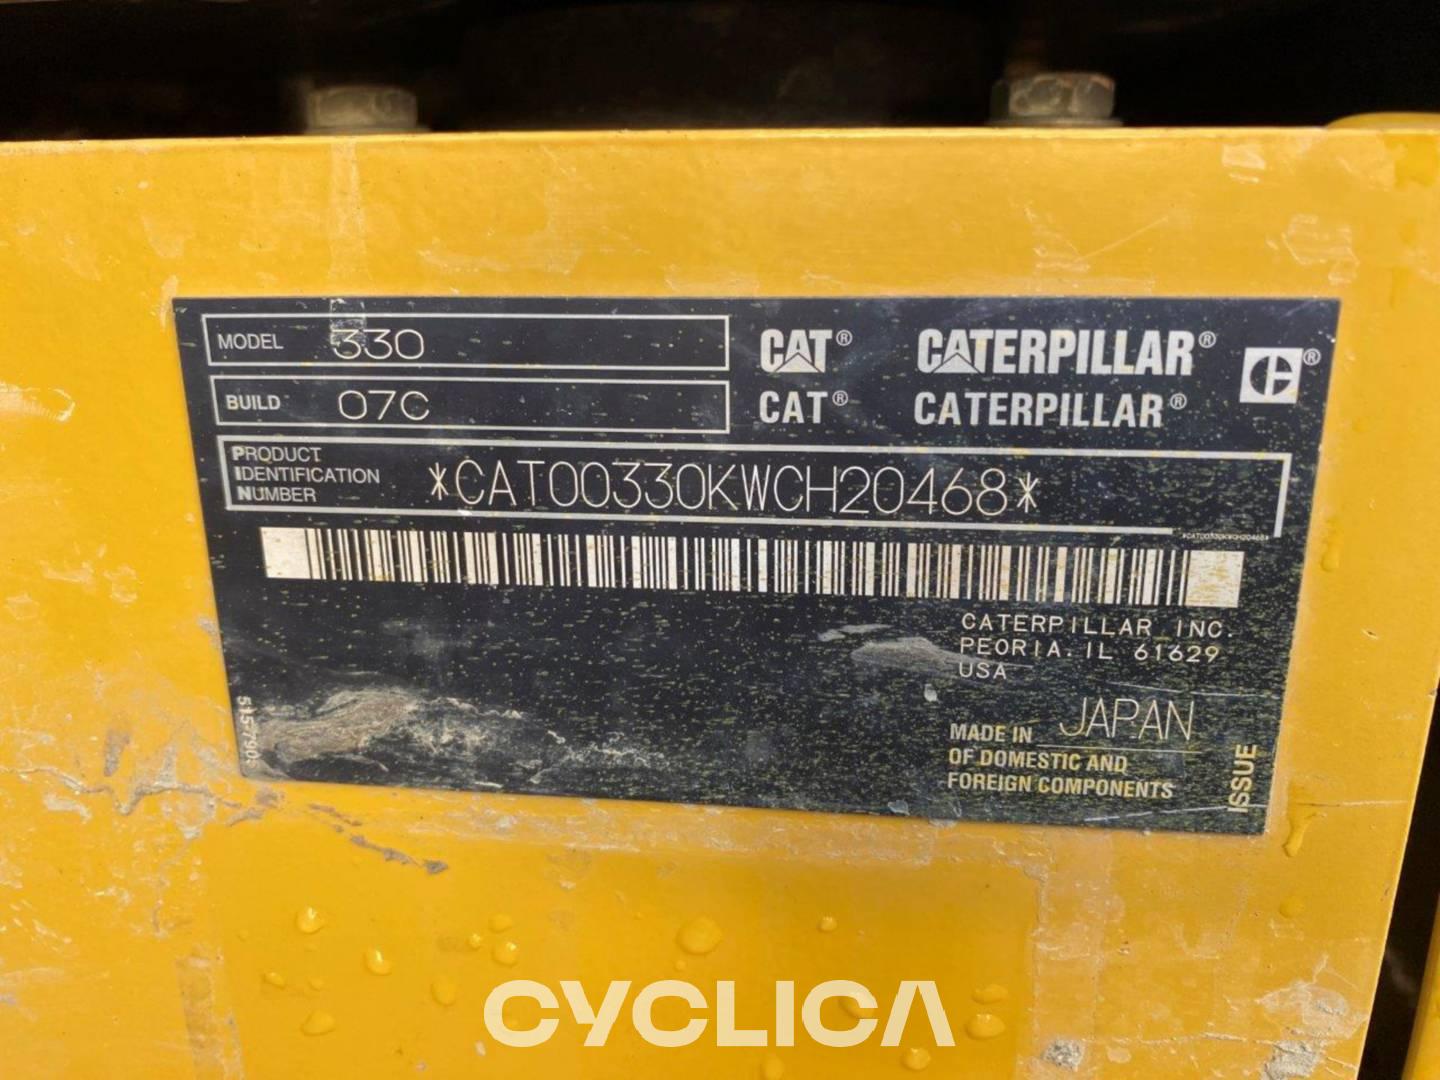 MODEL 330
BUILD 07C
CAT® CATERPILLAR®
CAT® CATERPILLAR®
PRODUCT
IDENTIFICATION
NUMBER
*CAT00330KWCH20468*
*CAT00330KWCH20468*
CATERPILLAR INC.
PEORIA, IL 61629
USA
MADE IN JAPAN
OF DOMESTIC AND
FOREIGN COMPONENTS
ISSUE
CYCLICA